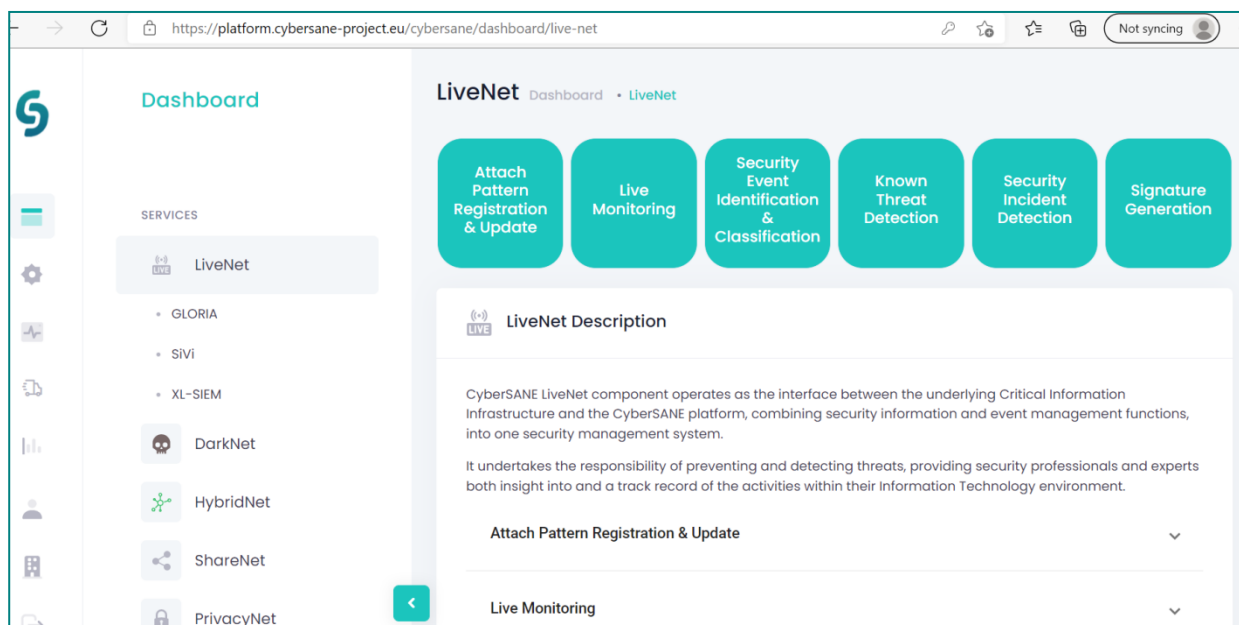 https://platform.cybersane-project.eu/cybersane/dashboard/live-net
Not syncing
Dashboard
SERVICES
LIVE
LiveNet
GLORIA
SiVi
XL-SIEM
DarkNet
HybridNet
ShareNet
PrivacyNet
LiveNet Dashboard • LiveNet
Attach
Pattern
Registration
& Update
Live
Monitoring
Security
Event
Identification
&
Classification
Known
Threat
Detection
Security
Incident
Detection
Signature
Generation
LIVE
LiveNet Description
CyberSANE LiveNet component operates as the interface between the underlying Critical Information
Infrastructure and the CyberSANE platform, combining security information and event management functions,
into one security management system.
It undertakes the responsibility of preventing and detecting threats, providing security professionals and experts
both insight into and a track record of the activities within their Information Technology environment.
Attach Pattern Registration & Update
Live Monitoring